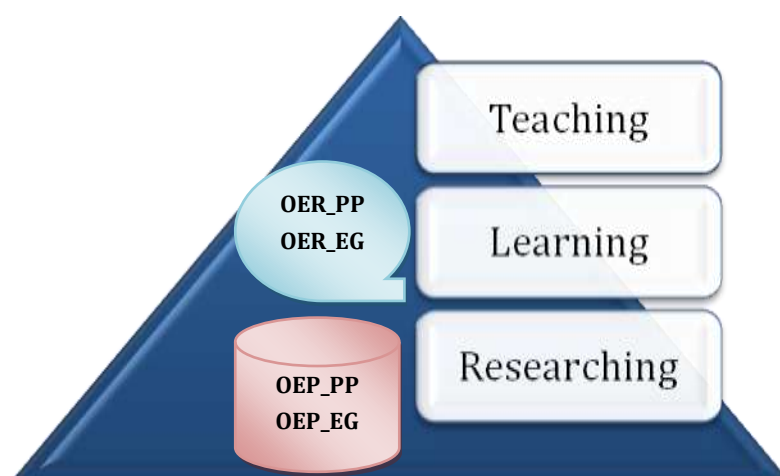 Teaching
OER_PP
OER_EG
Learning
Researching
OEP_PP
OEP_EG